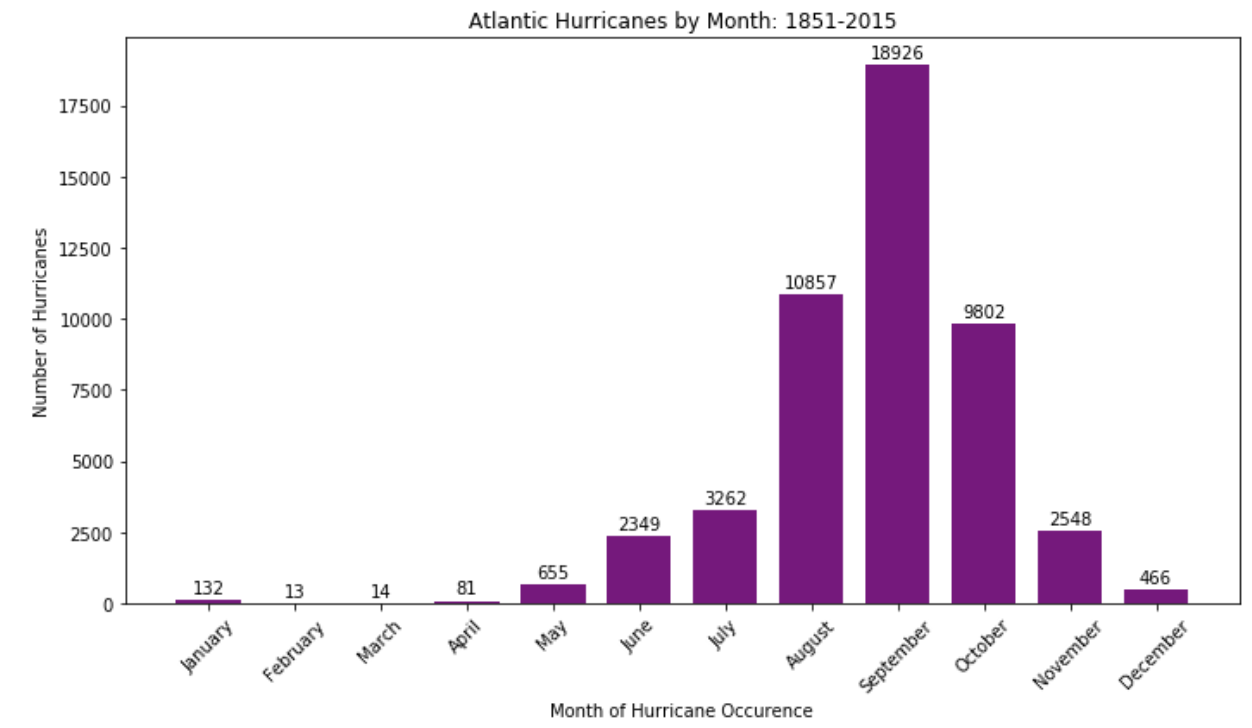 Atlantic Hurricanes by Month: 1851-2015
Number of Hurricanes
17500
15000
12500
10000
7500
5000
2500
0
132
13
14
81
655
2349
3262
10857
18926
9802
2548
466
January
February
March
April
May
June
July
August
September
October
November
December
Month of Hurricane Occurence